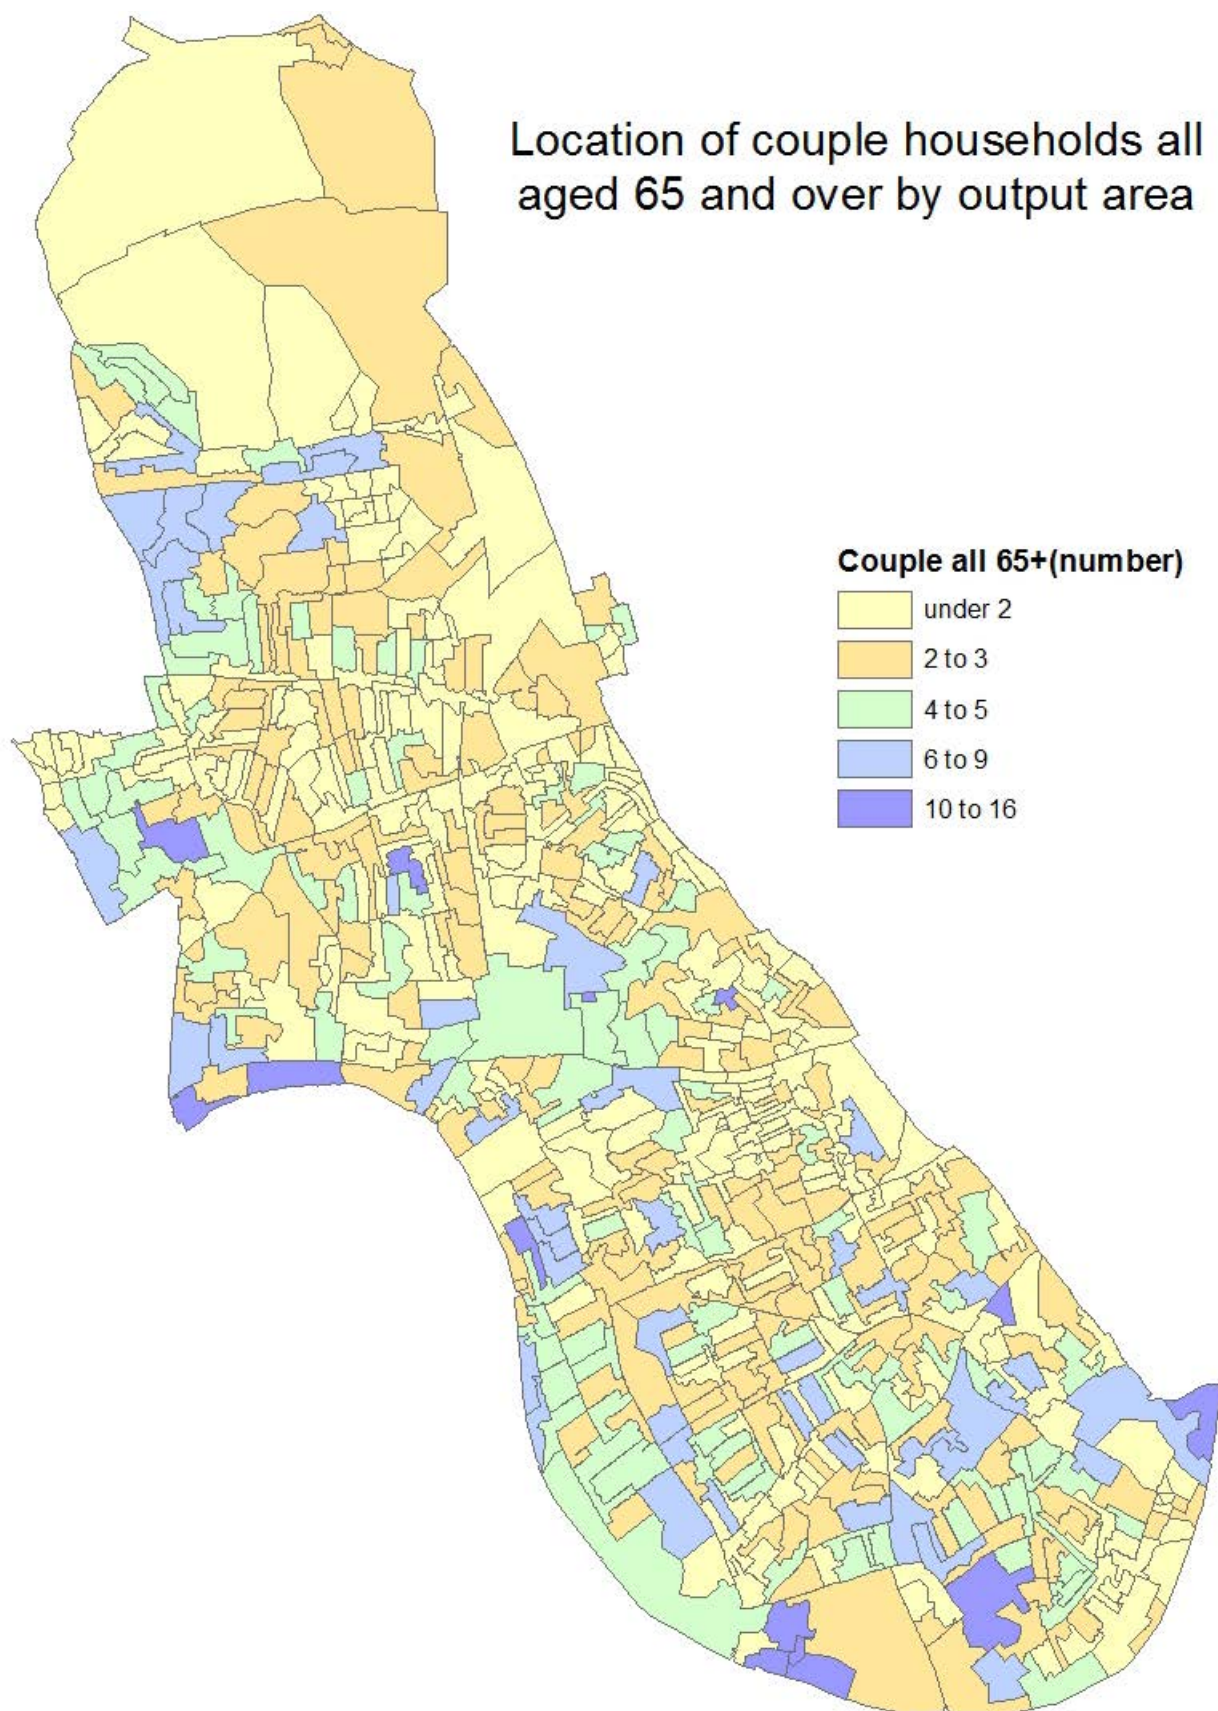 Location of couple households all
aged 65 and over by output area
Couple all 65+(number)
under 2
2 to 3
4 to 5
6 to 9
10 to 16